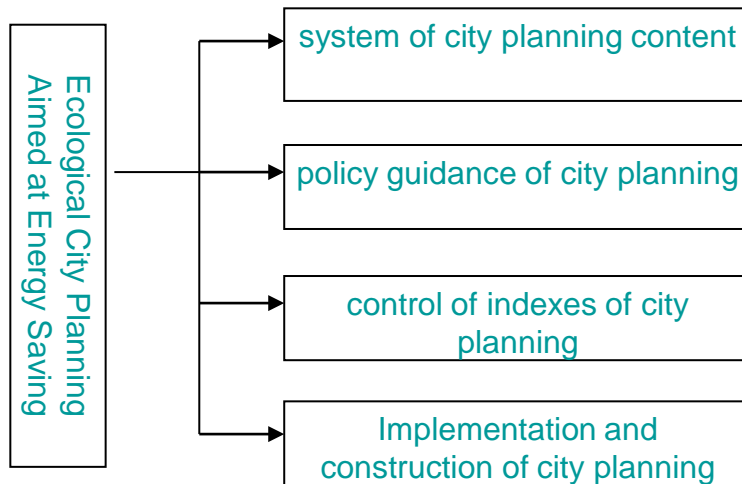 Ecological City Planning
Aimed at Energy Saving
system of city planning content
policy guidance of city planning
control of indexes of city
planning
Implementation and
construction of city planning